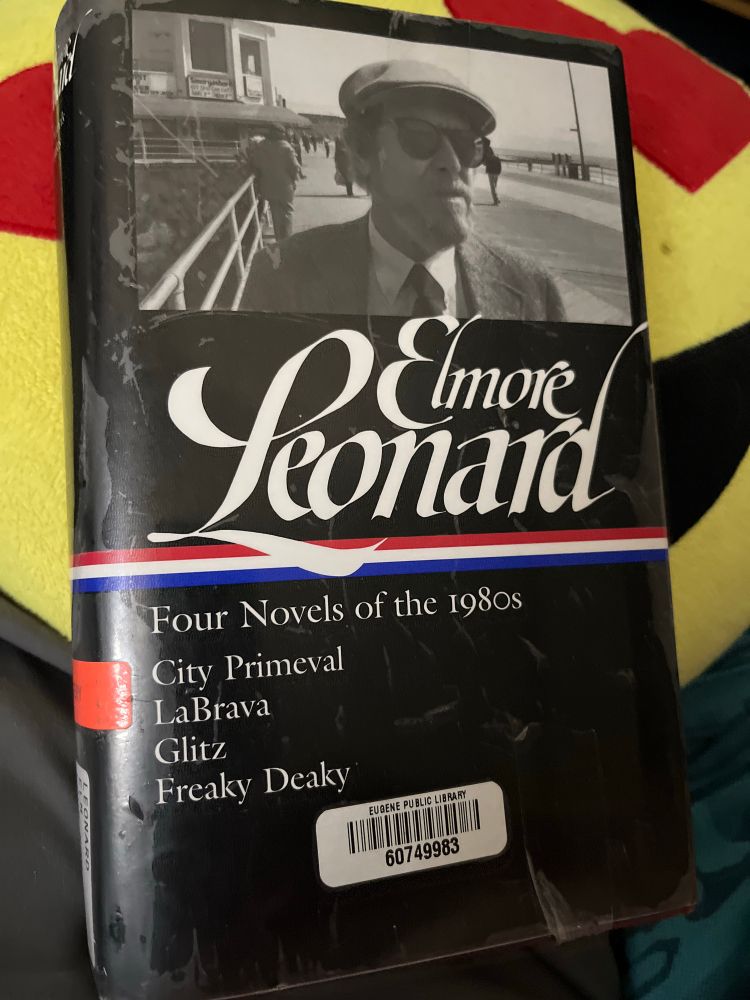 Elmore
Leonard
Four Novels of the 1980s
City Primeval
LaBrava
Glitz
Freaky Deaky
EUGENE PUBLIC LIBRARY
60749983
LEONARD